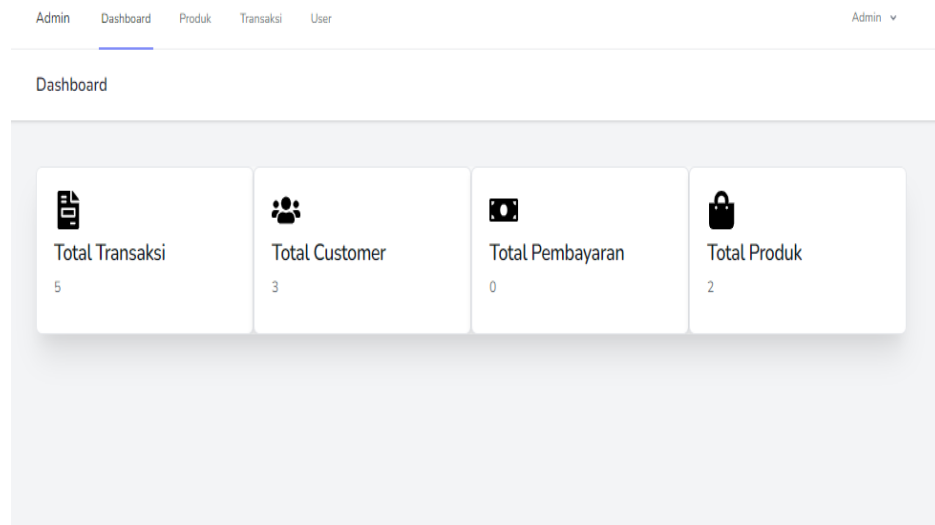 Admin Dashboard Produk Transaksi User Admin
Dashboard
Total Transaksi Total Customer Total Pembayaran Total Produk
5 3 0 2